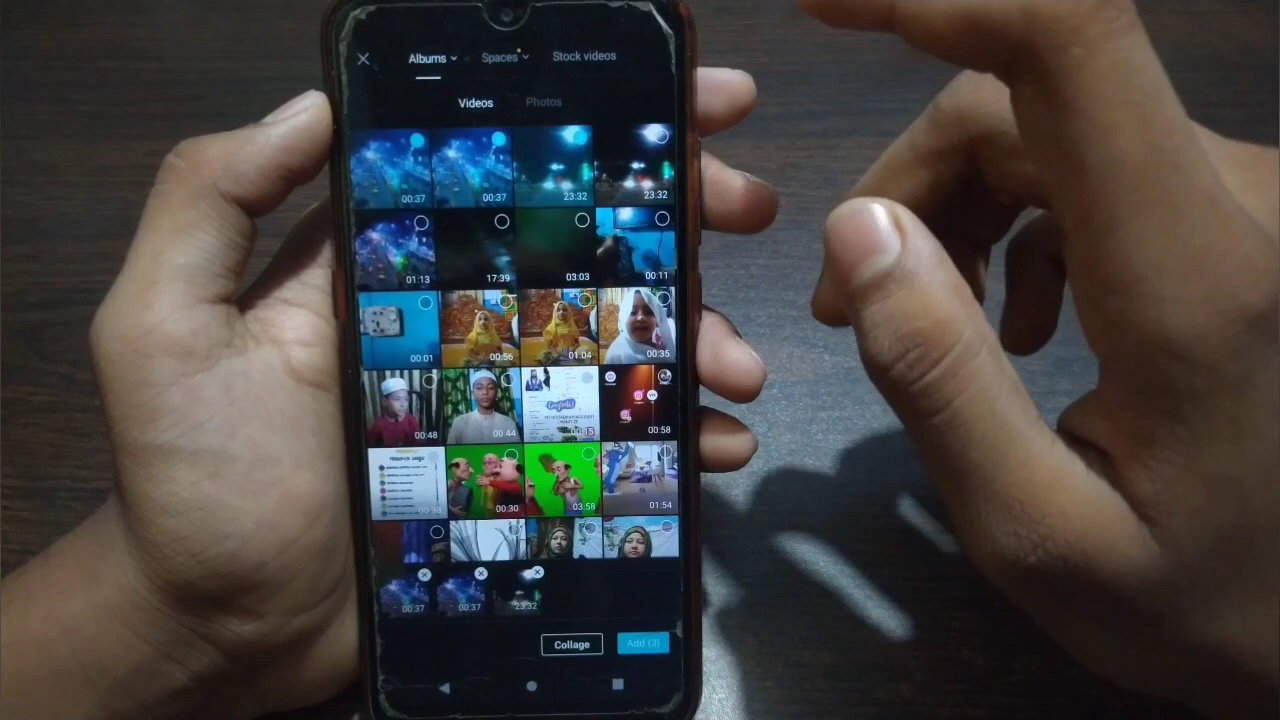 Albums Spaces Stock videos
Videos Photos
00:37 00:37 23:32 23:32
01:13 17:39 03:03 00:11
00:01 00:56 01:04 00:35
00:48 00:44 00:58
00:30 03:58 01:54
00:37 00:37 23:32
Collage Add (3)